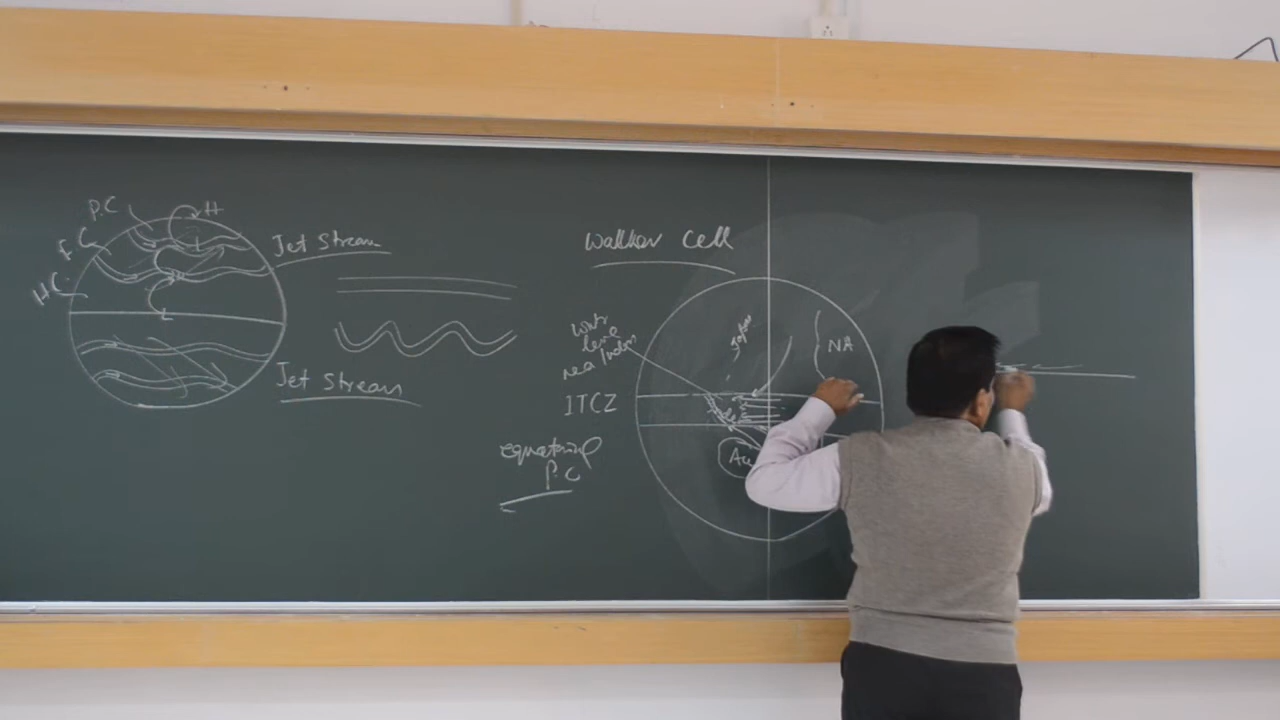 P.C
H
f.C
H.C
L
Jet Stream
Jet Stream
Walker Cell
NA
ITCZ
equatorial
P.C
Au